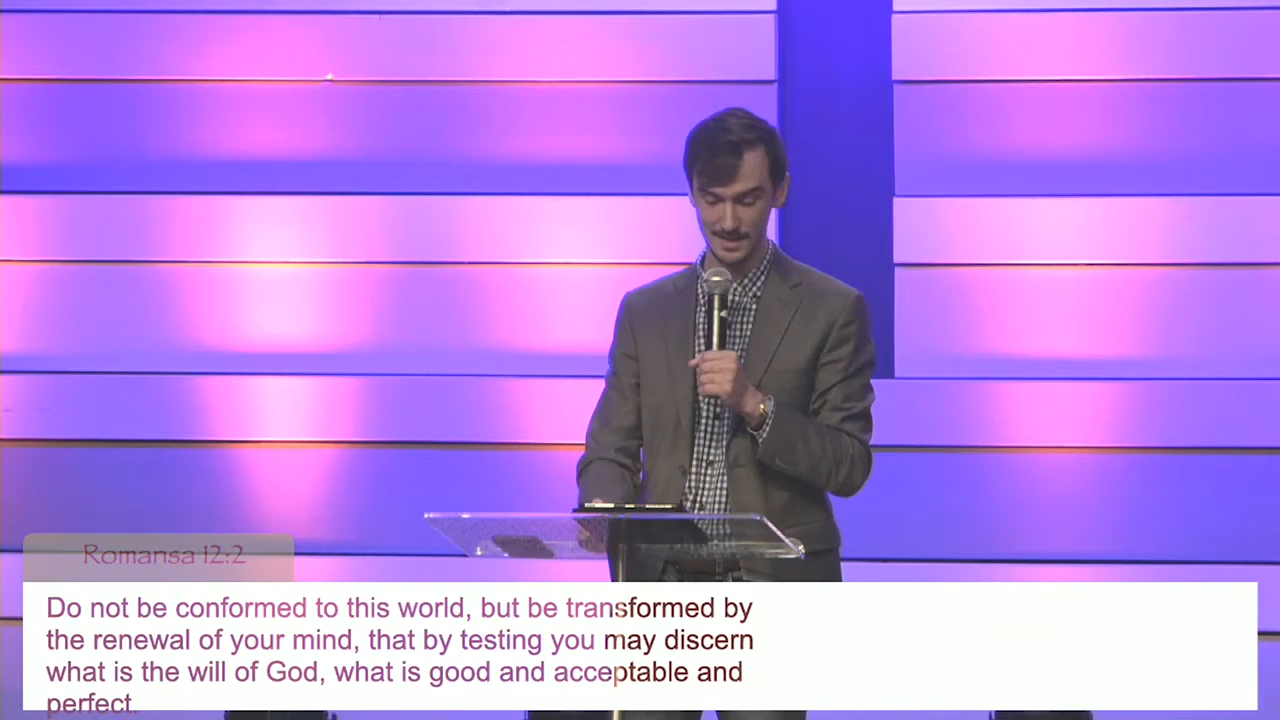 Romansa 12:2
Do not be conformed to this world, but be transformed by
the renewal of your mind, that by testing you may discern
what is the will of God, what is good and acceptable and
perfect.